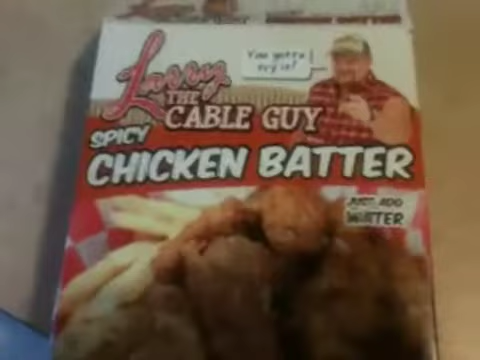 Larry
THE
CABLE GUY
You gotta
try it!
SPICY
CHICKEN BATTER
JUST ADD
WATER